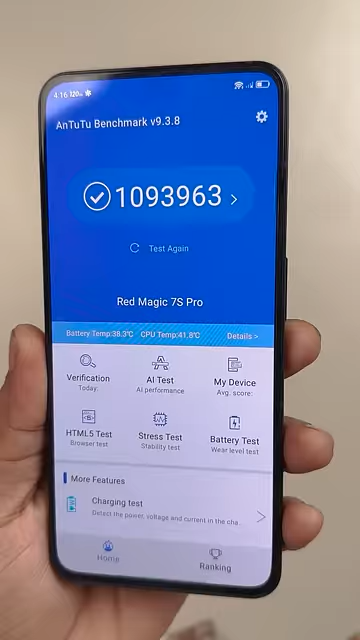 4:16 120Hz
AnTuTu Benchmark v9.3.8
1093963
Test Again
Red Magic 7S Pro
Battery Temp:38.3℃ CPU Temp:41.8℃ Details >
Verification AI Test My Device
Today: AI performance Avg. score:
HTML5 Test Stress Test Battery Test
Browser test Stability test Wear level test
More Features
Charging test
Detect the power, voltage and current in the cha...
Home Ranking